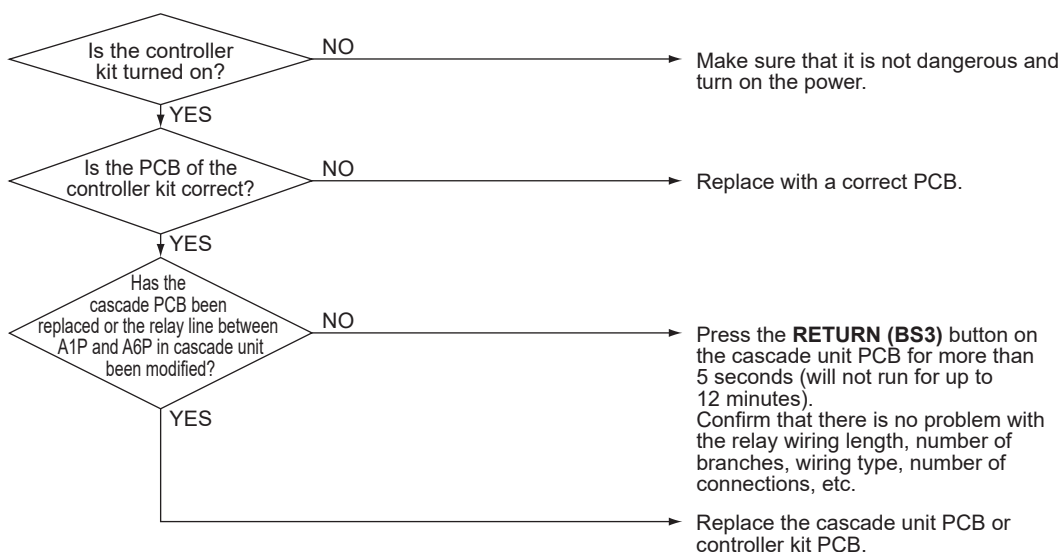 Is the controller
kit turned on?
NO
Make sure that it is not dangerous and
turn on the power.
YES
Is the PCB of the
controller kit correct?
NO
Replace with a correct PCB.
YES
Has the
cascade PCB been
replaced or the relay line between
A1P and A6P in cascade unit
been modified?
NO
Press the RETURN (BS3) button on
the cascade unit PCB for more than
5 seconds (will not run for up to
12 minutes).
Confirm that there is no problem with
the relay wiring length, number of
branches, wiring type, number of
connections, etc.
YES
Replace the cascade unit PCB or
controller kit PCB.